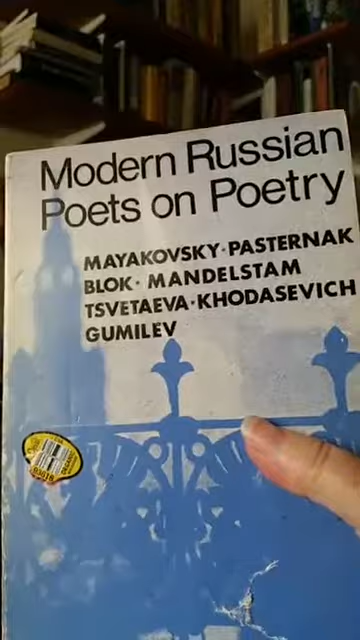 Modern Russian
Poets on Poetry
MAYAKOVSKY·PASTERNAK
BLOK· MANDELSTAM
TSVETAEVA·KHODASEVICH
GUMILEV